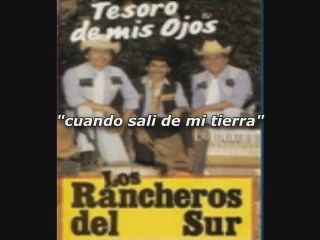 Tesoro
de mis Ojos
"cuando sali de mi tierra"
Los
Rancheros
del Sur